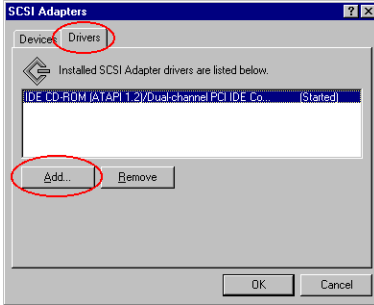 SCSI Adapters
Devices Drivers
Installed SCSI Adapter drivers are listed below.
IDE CD-ROM (ATAPI 1.2)/Dual-channel PCI IDE Co... (Started)
Add... Remove
OK Cancel